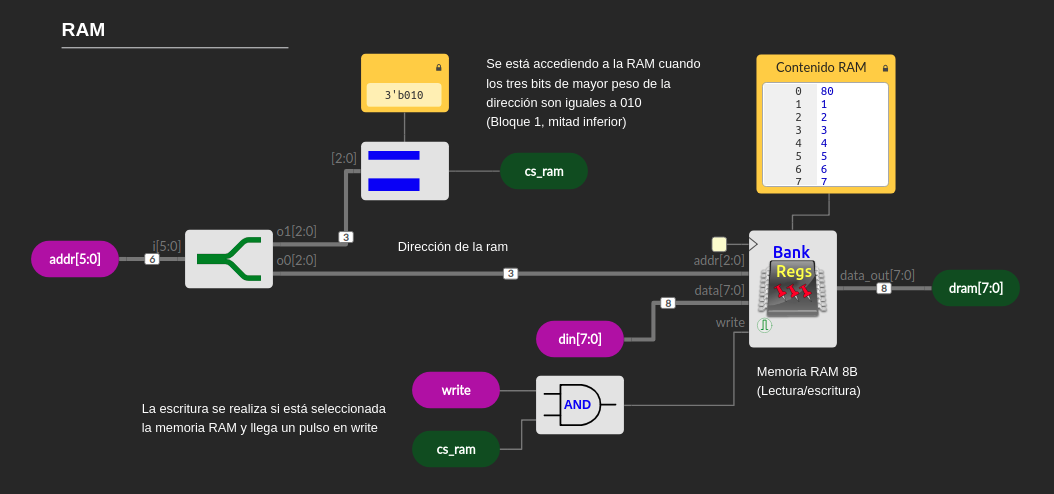 RAM
3'b010
Se está accediendo a la RAM cuando
los tres bits de mayor peso de la
dirección son iguales a 010
(Bloque 1, mitad inferior)
Contenido RAM
0 80
1 1
2 2
3 3
4 4
5 5
6 6
7 7
[2:0]
cs_ram
addr[5:0]
6
i[5:0]
o1[2:0]
3
o0[2:0]
Dirección de la ram
3
addr[2:0]
data[7:0]
8
write
Bank
Regs
data_out[7:0]
8
dram[7:0]
din[7:0]
Memoria RAM 8B
(Lectura/escritura)
write
AND
cs_ram
La escritura se realiza si está seleccionada
la memoria RAM y llega un pulso en write